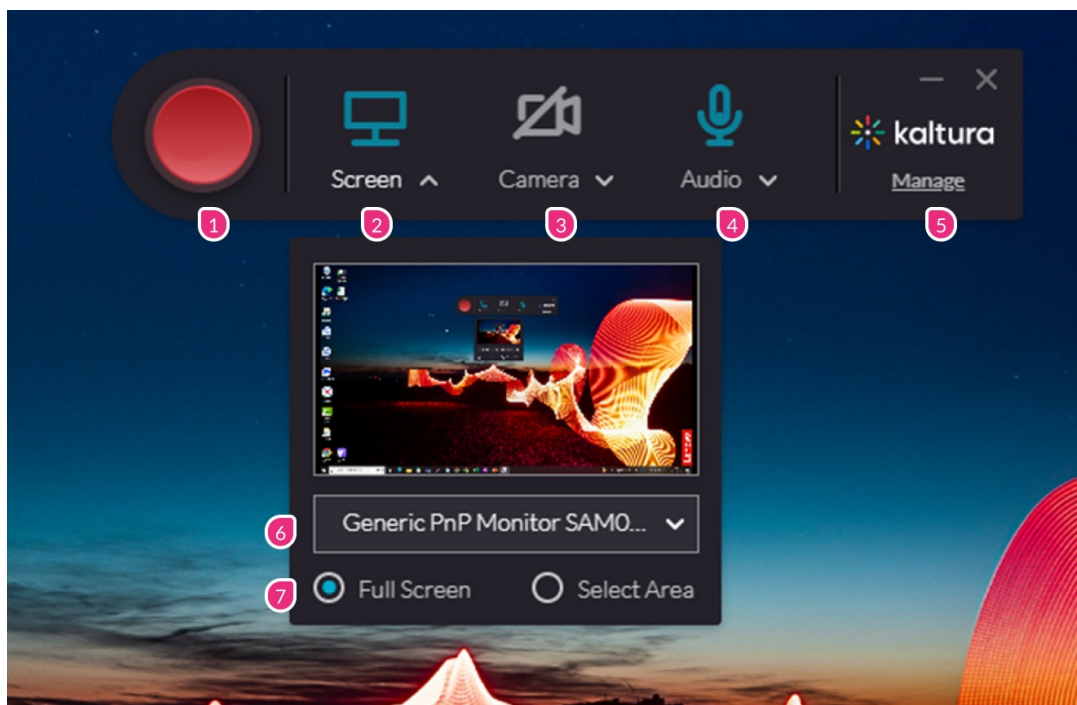 kaltura
Screen Camera Audio Manage
1 2 3 4 5
Lenovo
6 Generic PnP Monitor SAM0...
7 Full Screen Select Area